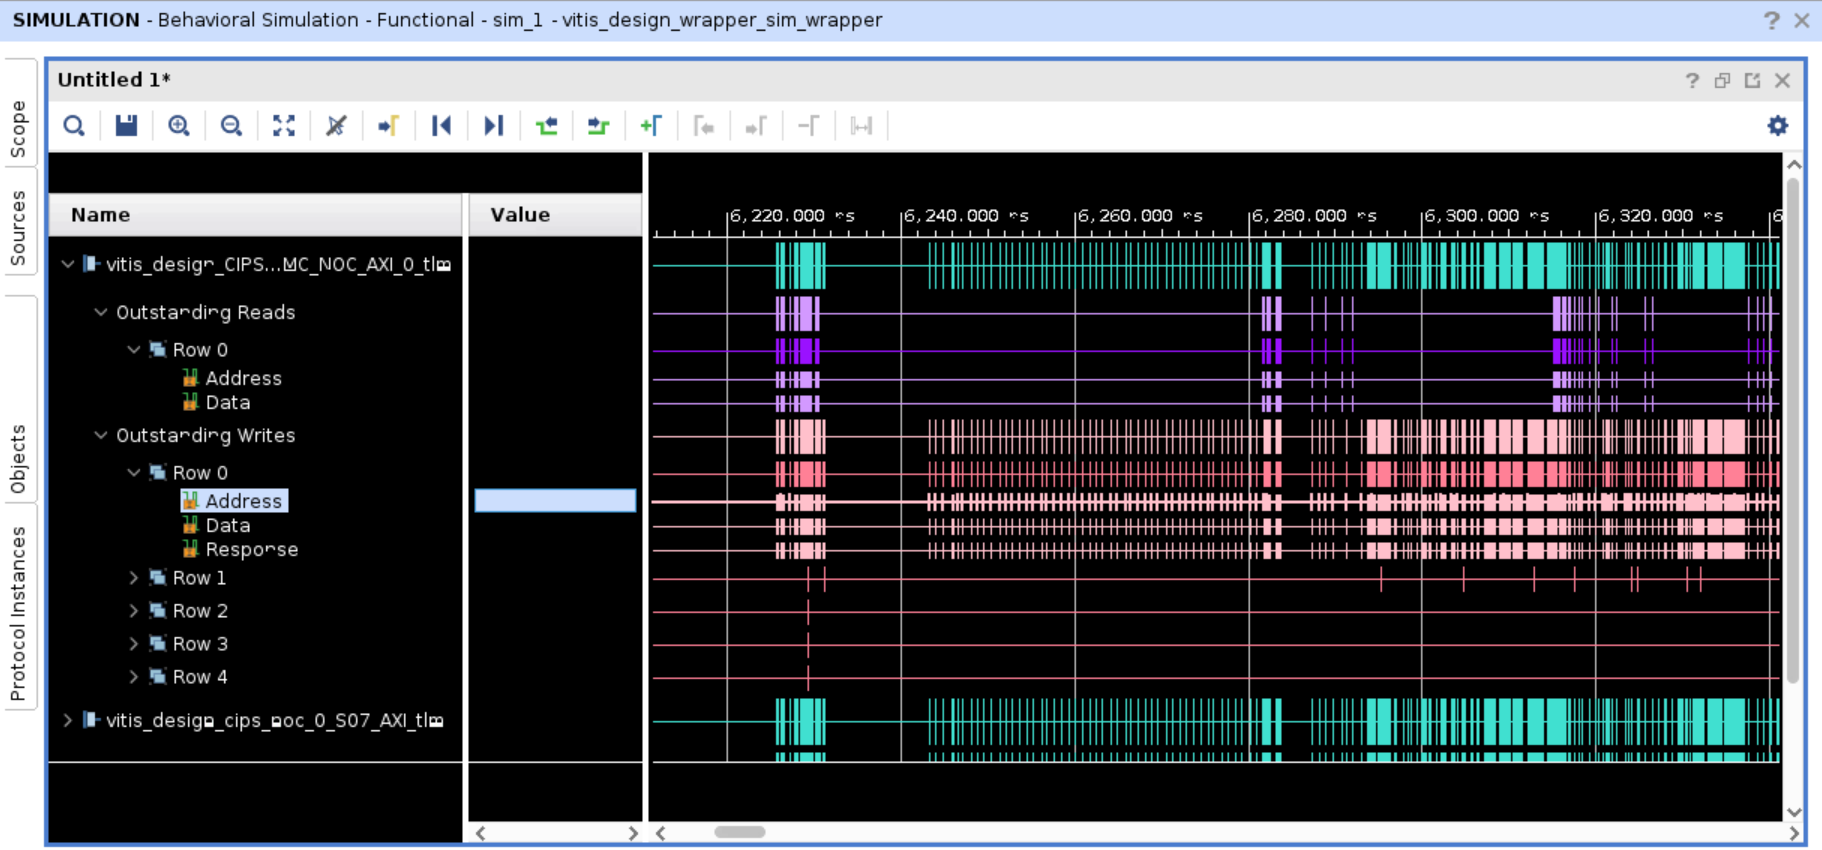 SIMULATION - Behavioral Simulation - Functional - sim_1 - vitis_design_wrapper_sim_wrapper
Untitled 1*
Scope
Sources
Objects
Protocol Instances
Name Value
6,220.000 ns 6,240.000 ns 6,260.000 ns 6,280.000 ns 6,300.000 ns 6,320.000 ns 6
vitis_design_CIPS...MC_NOC_AXI_0_tlm
Outstanding Reads
Row 0
Address
Data
Outstanding Writes
Row 0
Address
Data
Response
Row 1
Row 2
Row 3
Row 4
vitis_design_cips_noc_0_S07_AXI_tlm